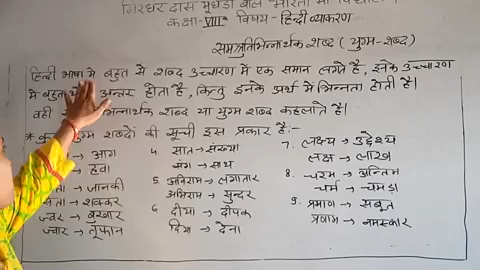 गिरधर दास मूंधड़ा बाल भारती
कक्षा-VIII विषय-हिन्दी व्याकरण
समश्रुतिभिन्नार्थक शब्द (युग्म-शब्द)
हिन्दी भाषा मे बहुत से शब्द उच्चारण में एक समान लगते है, इनके उच्चारण
मे बहुत अन्तर होता है, किन्तु इनके अर्थ में भिन्नता होती है।
वही भिन्नार्थक शब्द या युग्म शब्द कहलाते है।
* युग्म शब्दों की सूची इस प्रकार है:-
→ आग
→ हवा
→ जानकी
→ शक्कर
ज्वर → बुखार
ज्वार → तूफान
4. सात → संख्या
साथ
5. अविराम → लगातार
अभिराम → सुन्दर
6. दीया → दीपक
दिया → देना
7. लक्ष्य → उद्देश्य
लक्ष → लाख
8. चरम → अन्तिम
चर्म → चमड़ा
9. प्रमाण → सबूत
प्रणाम → नमस्कार